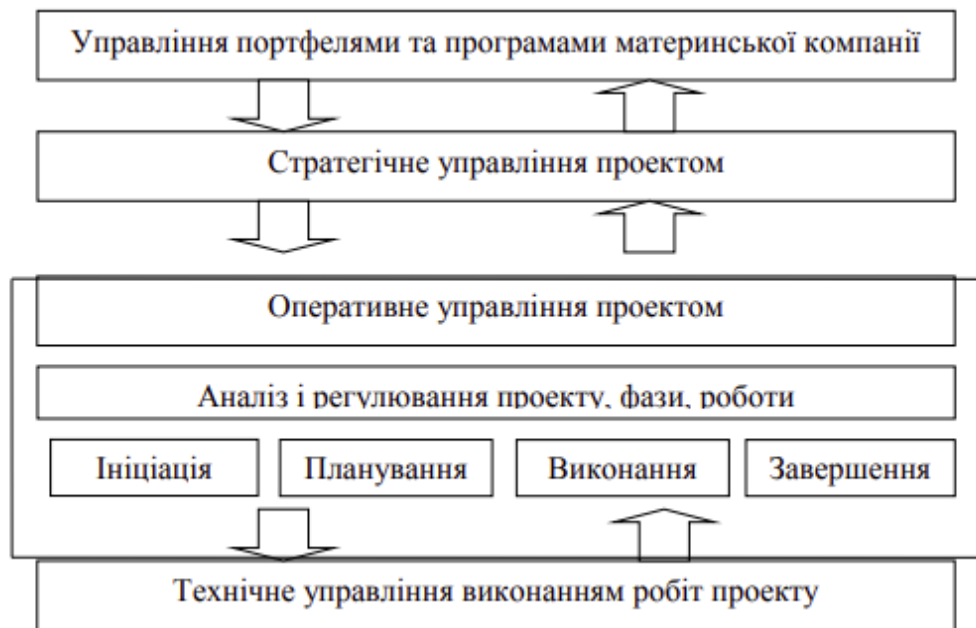 Управління портфелями та програмами материнської компанії
Стратегічне управління проектом
Оперативне управління проектом
Аналіз і регулювання проекту, фази, роботи
Ініціація
Планування
Виконання
Завершення
Технічне управління виконанням робіт проекту